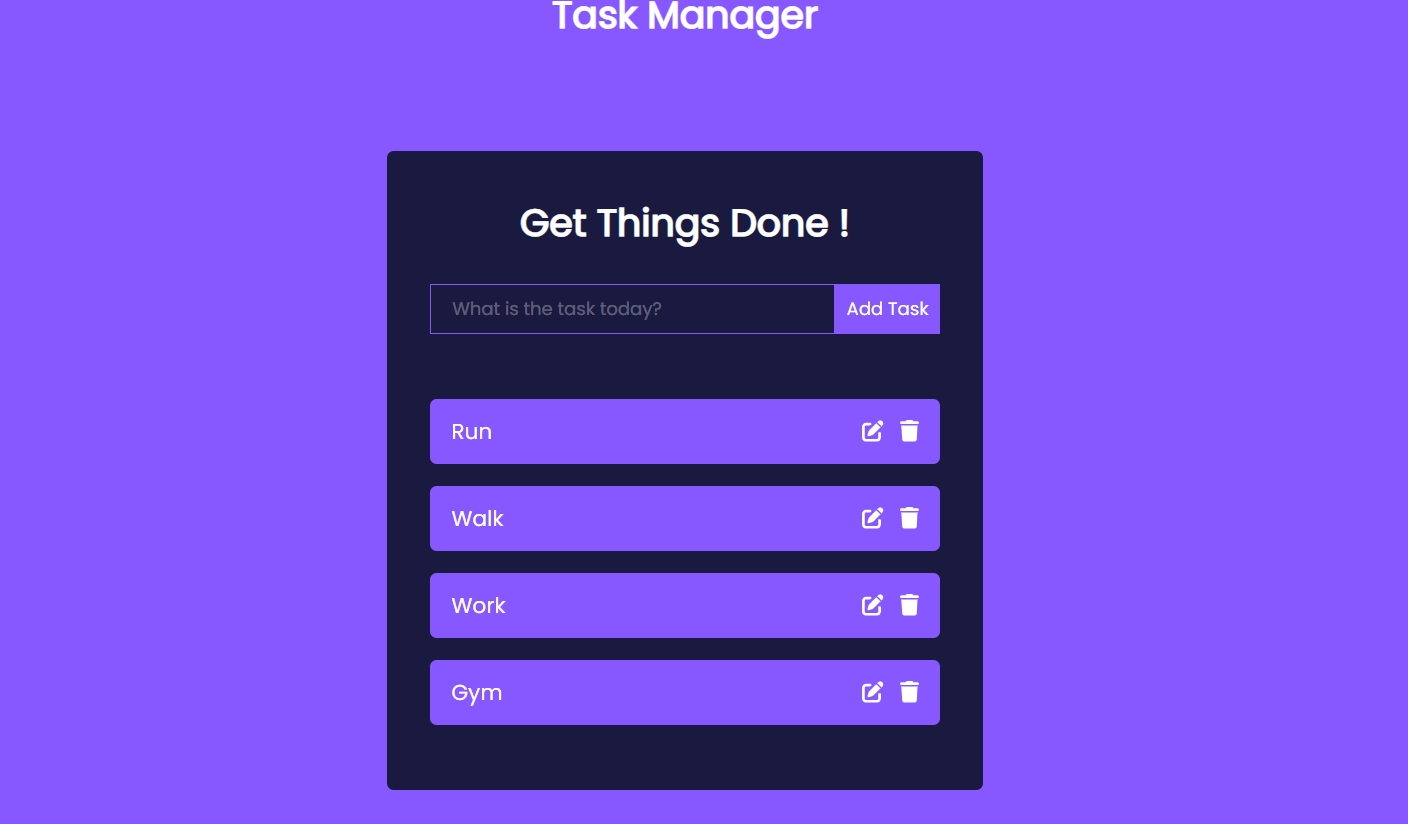 Task Manager
Get Things Done !
What is the task today?
Add Task
Run
Walk
Work
Gym